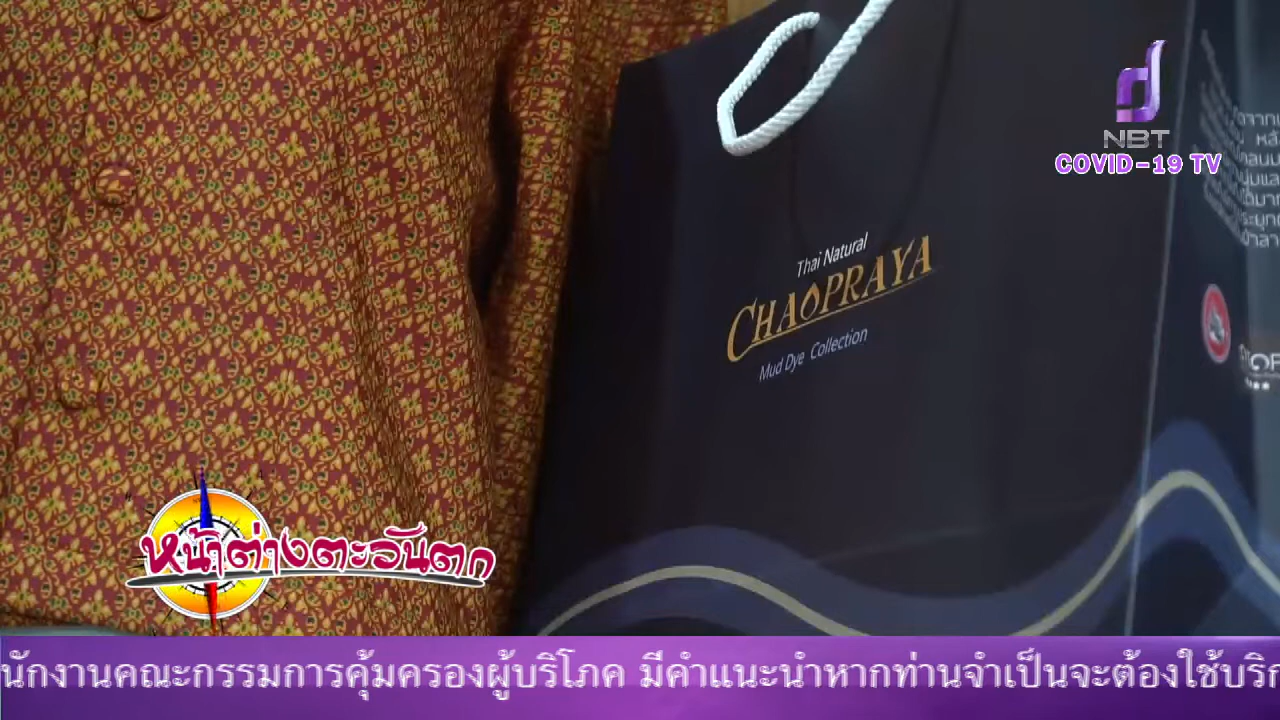 NBT
COVID-19 TV
Thai Natural
CHAOPRAYA
Mud Dye Collection
หน้าต่างตะวันตก
นักงานคณะกรรมการคุ้มครองผู้บริโภค มีคำแนะนำหากท่านจำเป็นจะต้องใช้บริก